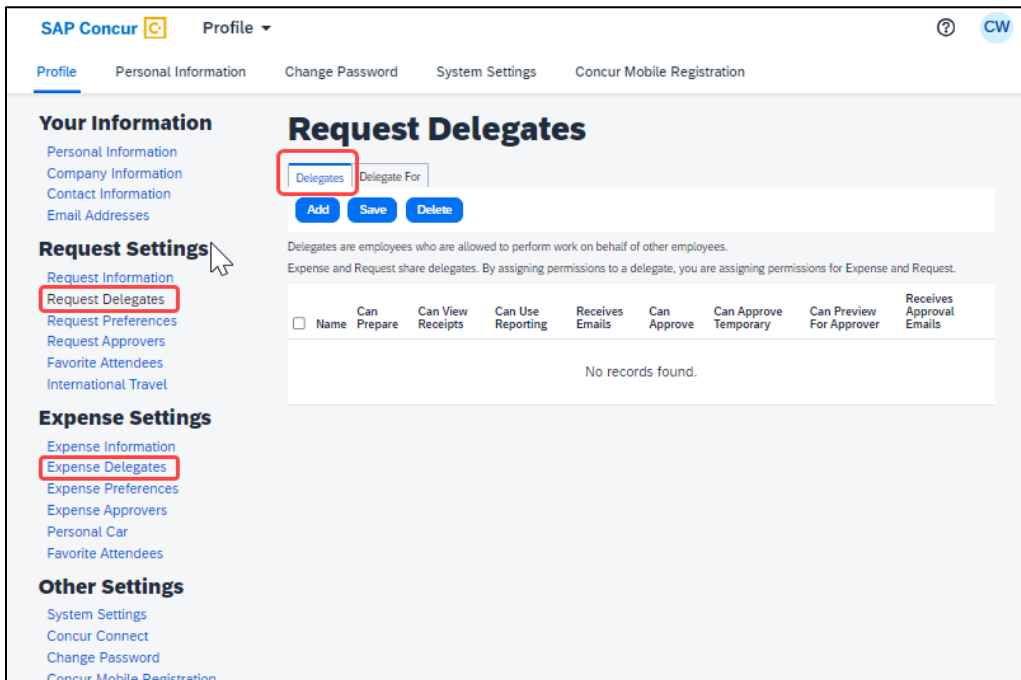 SAP Concur C Profile
CW
Profile Personal Information Change Password System Settings Concur Mobile Registration
Your Information
Personal Information
Company Information
Contact Information
Email Addresses
Request Settings
Request Information
Request Delegates
Request Preferences
Request Approvers
Favorite Attendees
International Travel
Expense Settings
Expense Information
Expense Delegates
Expense Preferences
Expense Approvers
Personal Car
Favorite Attendees
Other Settings
System Settings
Concur Connect
Change Password
Concur Mobile Registration
Request Delegates
Delegates Delegate For
Add Save Delete
Delegates are employees who are allowed to perform work on behalf of other employees.
Expense and Request share delegates. By assigning permissions to a delegate, you are assigning permissions for Expense and Request.
Name
Can
Prepare
Can View
Receipts
Can Use
Reporting
Receives
Emails
Can
Approve
Can Approve
Temporary
Can Preview
For Approver
Receives
Approval
Emails
No records found.